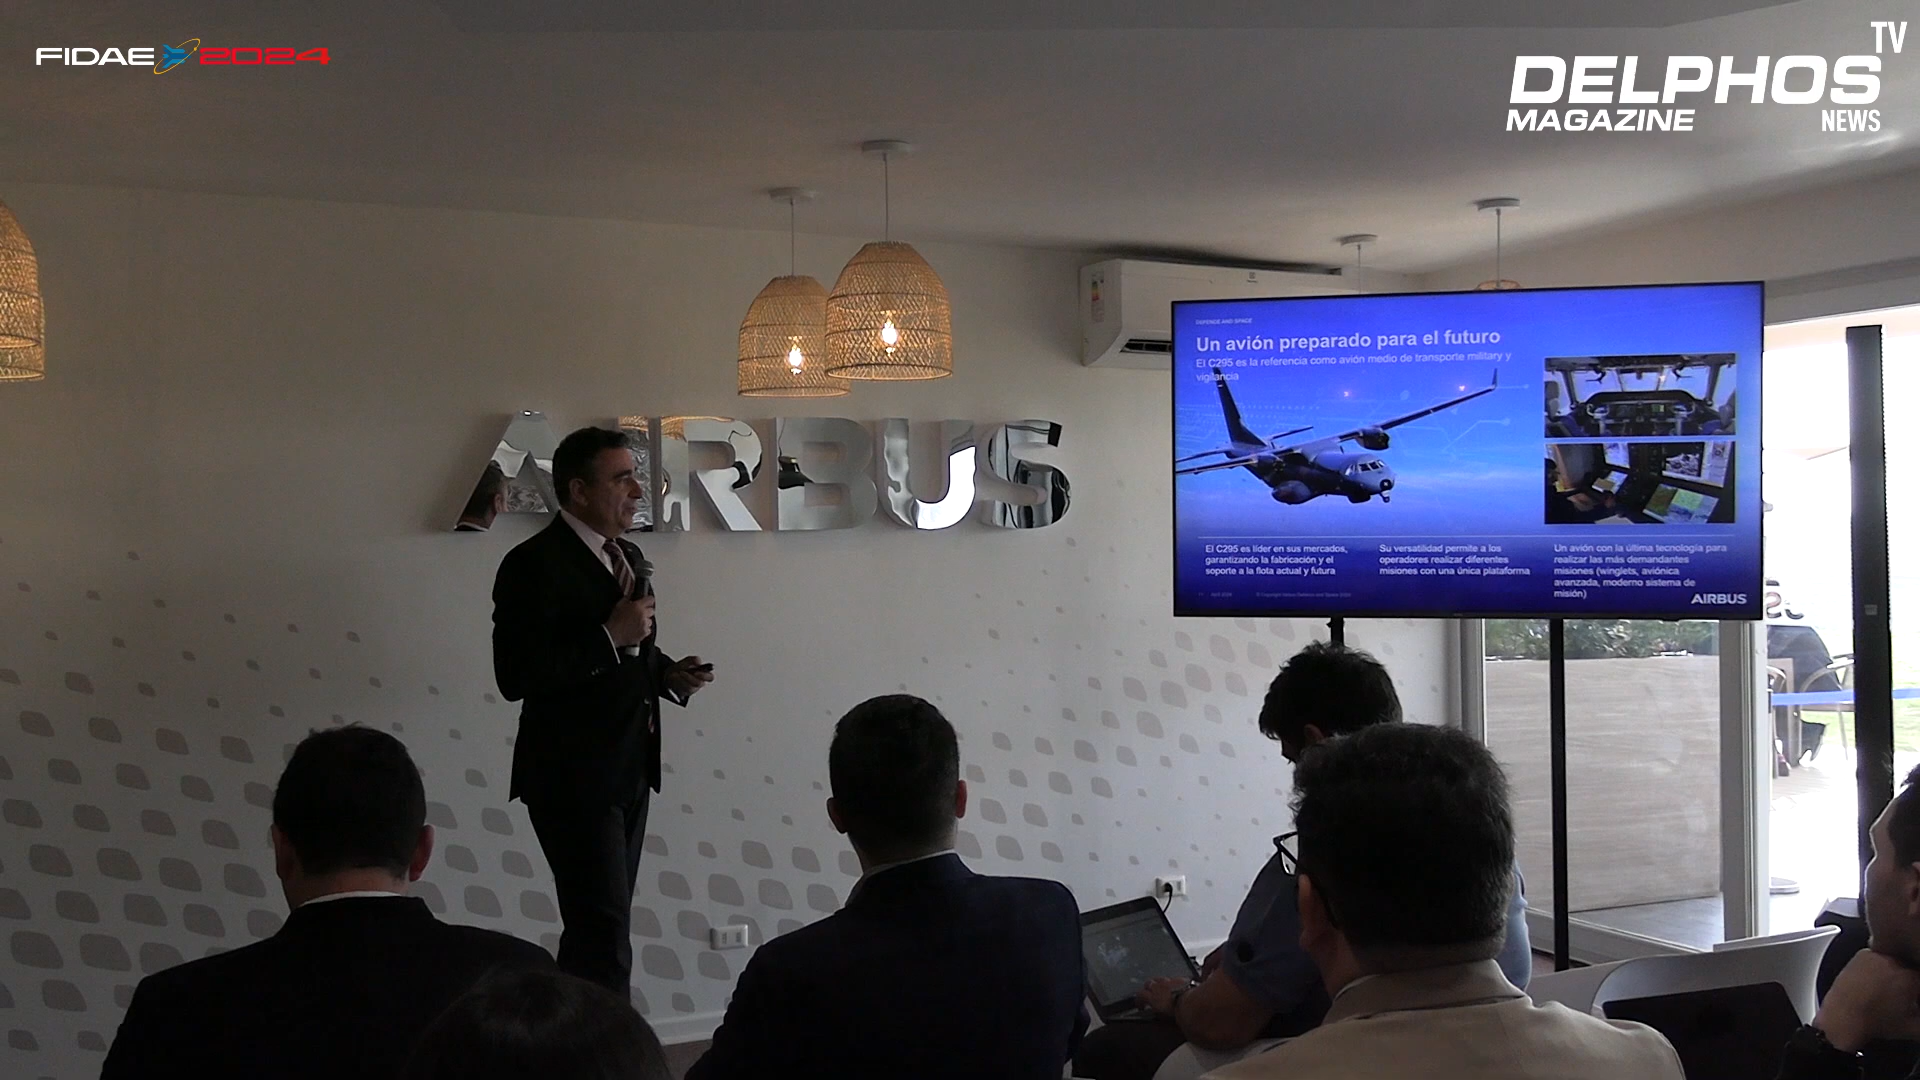 FIDAE 2024
TV
DELPHOS
MAGAZINE
NEWS
AIRBUS
DEFENCE AND SPACE
Un avión preparado para el futuro
El C295 es la referencia como avión medio de transporte military y
vigilancia
El C295 es líder en sus mercados,
garantizando la fabricación y el
soporte a la flota actual y futura
Su versatilidad permite a los
operadores realizar diferentes
misiones con una única plataforma
Un avión con la última tecnología para
realizar las más demandantes
misiones (winglets, aviónica
avanzada, moderno sistema de
misión)
AIRBUS